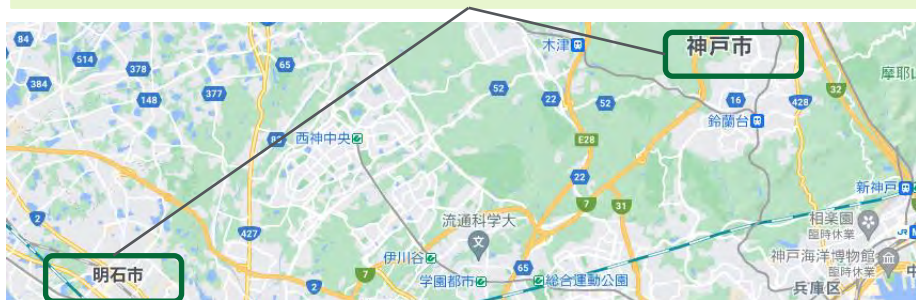 84
514
378
384
148
377
65
83
木津
神戸市
摩耶山
52
22
52
16
428
32
鈴蘭台
西神中央
E28
22
7
31
新神戸
2
427
流通科学大
文
相楽園
臨時休業
JR
明石市
7
伊川谷
65
神戸海洋博物館
臨時休業
2
学園都市
総合運動公園
兵庫区